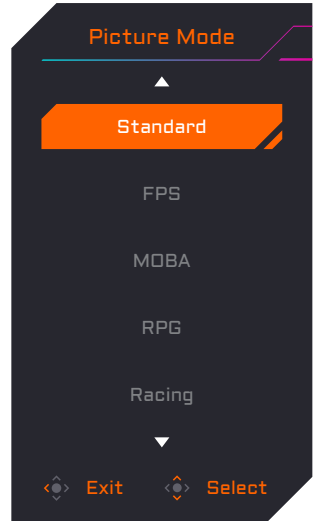 Picture Mode
Standard
FPS
MOBA
RPG
Racing
Exit Select